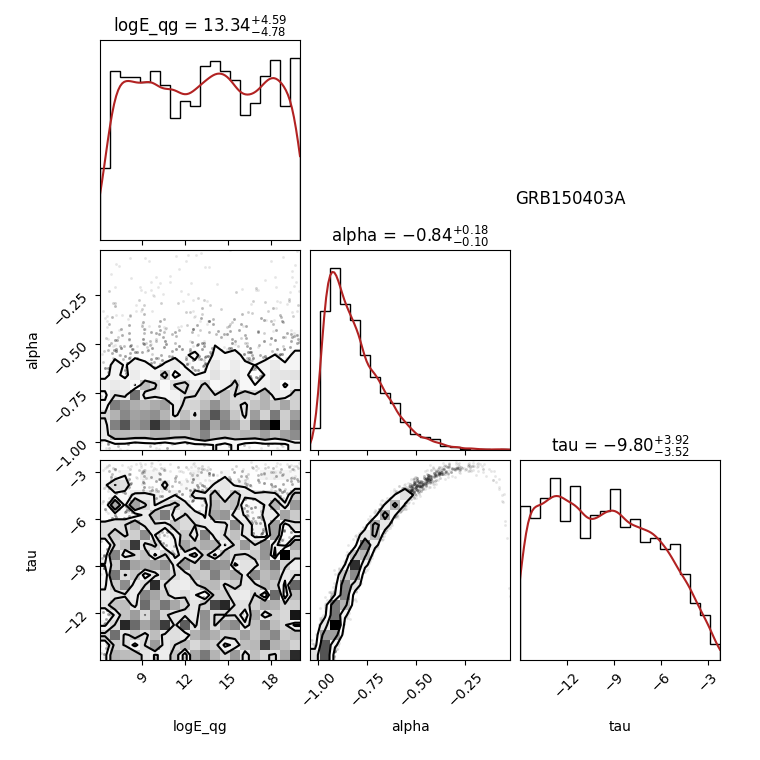 logE_qg = 13.34+4.59−4.78
GRB150403A
alpha = −0.84+0.18−0.10
−0.25
−0.50
−0.75
−1.00
alpha
tau = −9.80+3.92−3.52
−3
−6
−9
−12
tau
9 12 15 18
−1.00 −0.75 −0.50 −0.25
−12 −9 −6 −3
logE_qg alpha tau